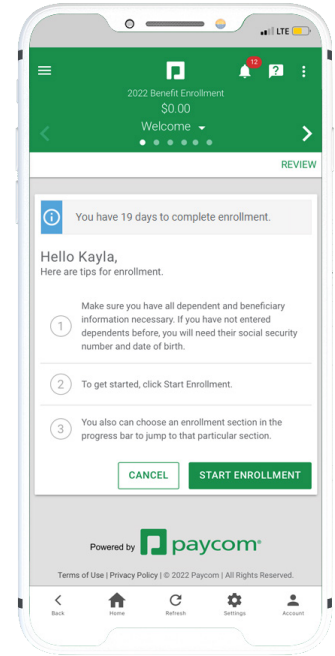 LTE
12
2022 Benefit Enrollment
$0.00
Welcome
REVIEW
You have 19 days to complete enrollment.
Hello Kayla,
Here are tips for enrollment.
1
Make sure you have all dependent and beneficiary
information necessary. If you have not entered
dependents before, you will need their social security
number and date of birth.
2
To get started, click Start Enrollment.
3
You also can choose an enrollment section in the
progress bar to jump to that particular section.
CANCEL
START ENROLLMENT
Powered by paycom®
Terms of Use | Privacy Policy | © 2022 Paycom | All Rights Reserved.
Back Home Refresh Settings Account